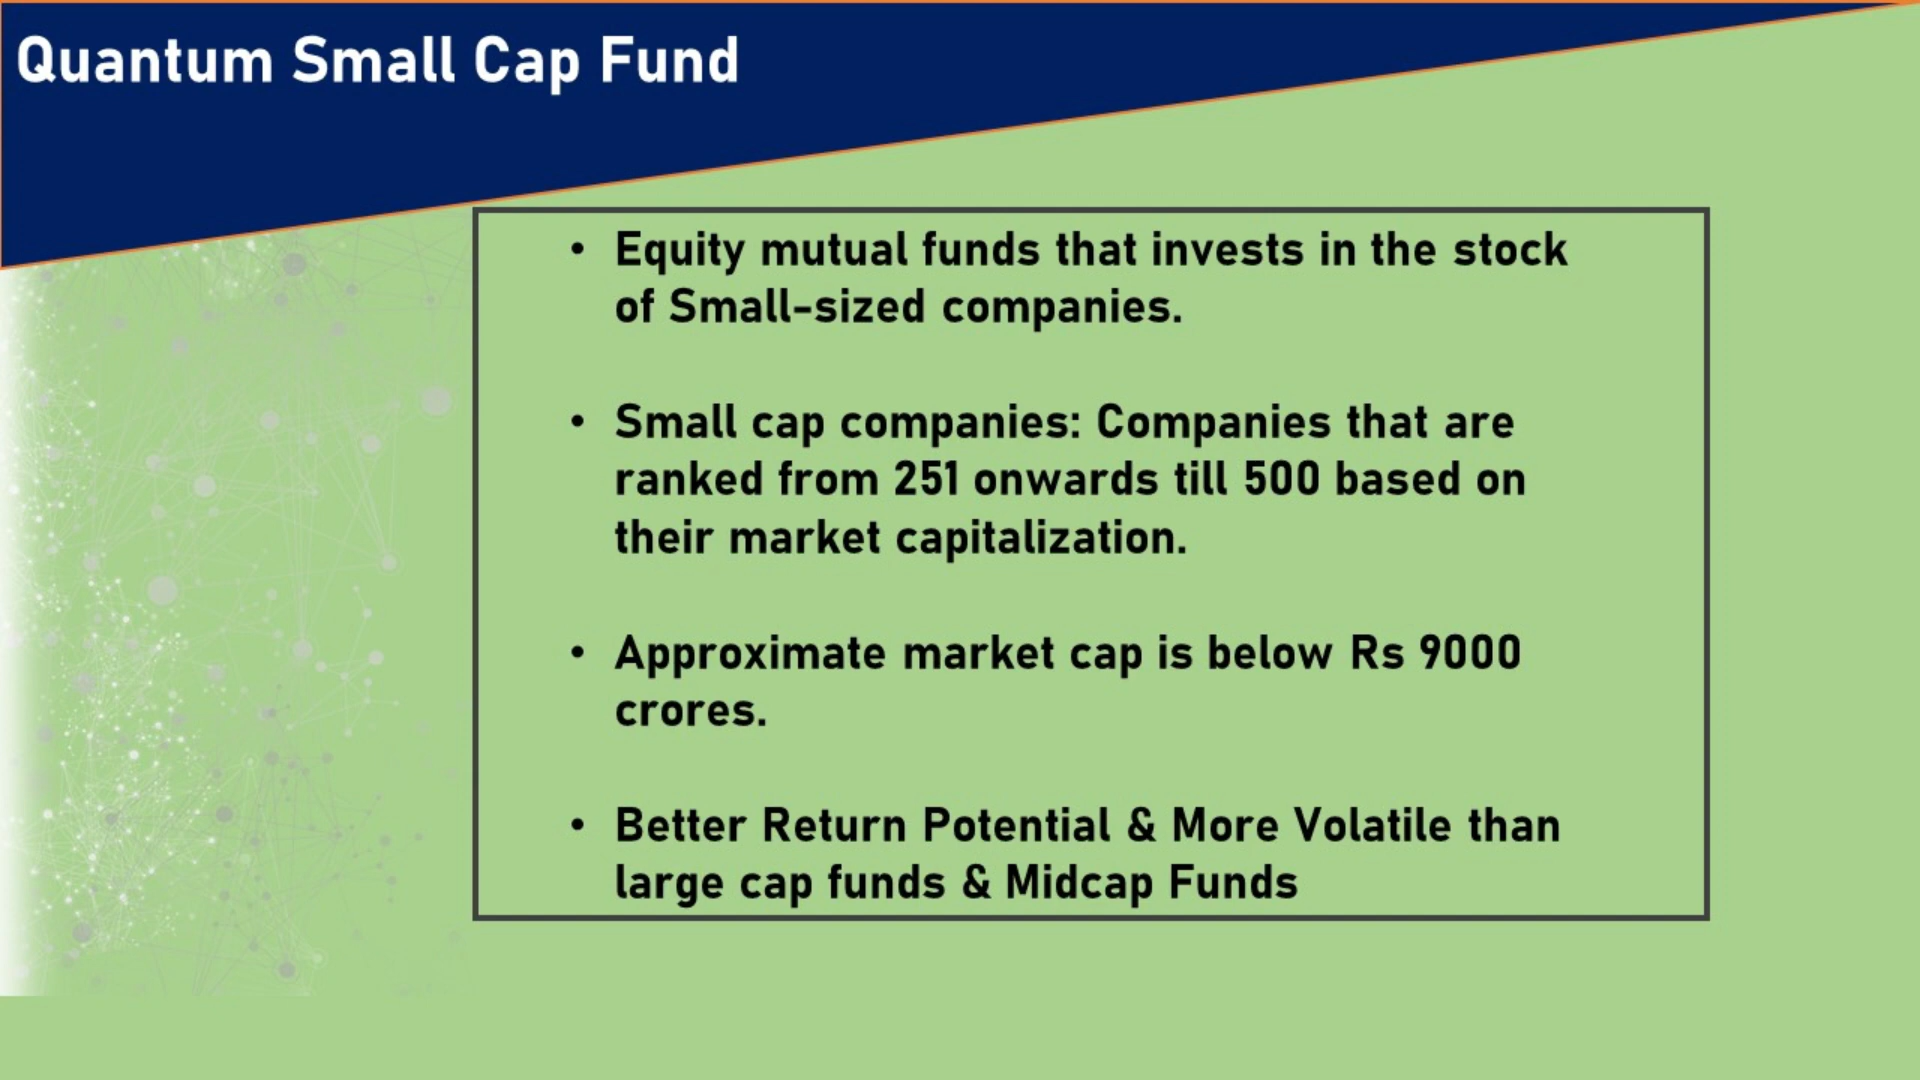 Quantum Small Cap Fund
• Equity mutual funds that invests in the stock
of Small-sized companies.
• Small cap companies: Companies that are
ranked from 251 onwards till 500 based on
their market capitalization.
• Approximate market cap is below Rs 9000
crores.
• Better Return Potential & More Volatile than
large cap funds & Midcap Funds